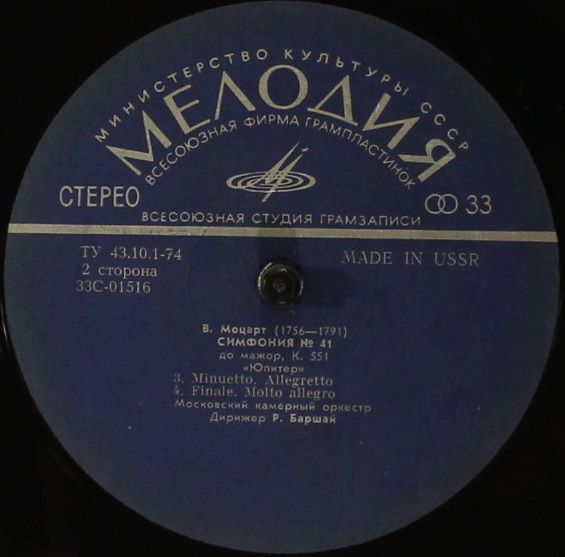 МИНИСТЕРСТВО КУЛЬТУРЫ СССР
МЕЛОДИЯ
ВСЕСОЮЗНАЯ ФИРМА ГРАМПЛАСТИНОК
СТЕРЕО
33
ВСЕСОЮЗНАЯ СТУДИЯ ГРАМЗАПИСИ
ТУ 43.10.1-74
MADE IN USSR
2 сторона
33С-01516
В. Моцарт (1756—1791)
СИМФОНИЯ № 41
до мажор, К. 551
«Юпитер»
3. Minuetto. Allegretto
4. Finale. Molto allegro
Московский камерный оркестр
Дирижер Р. Баршай